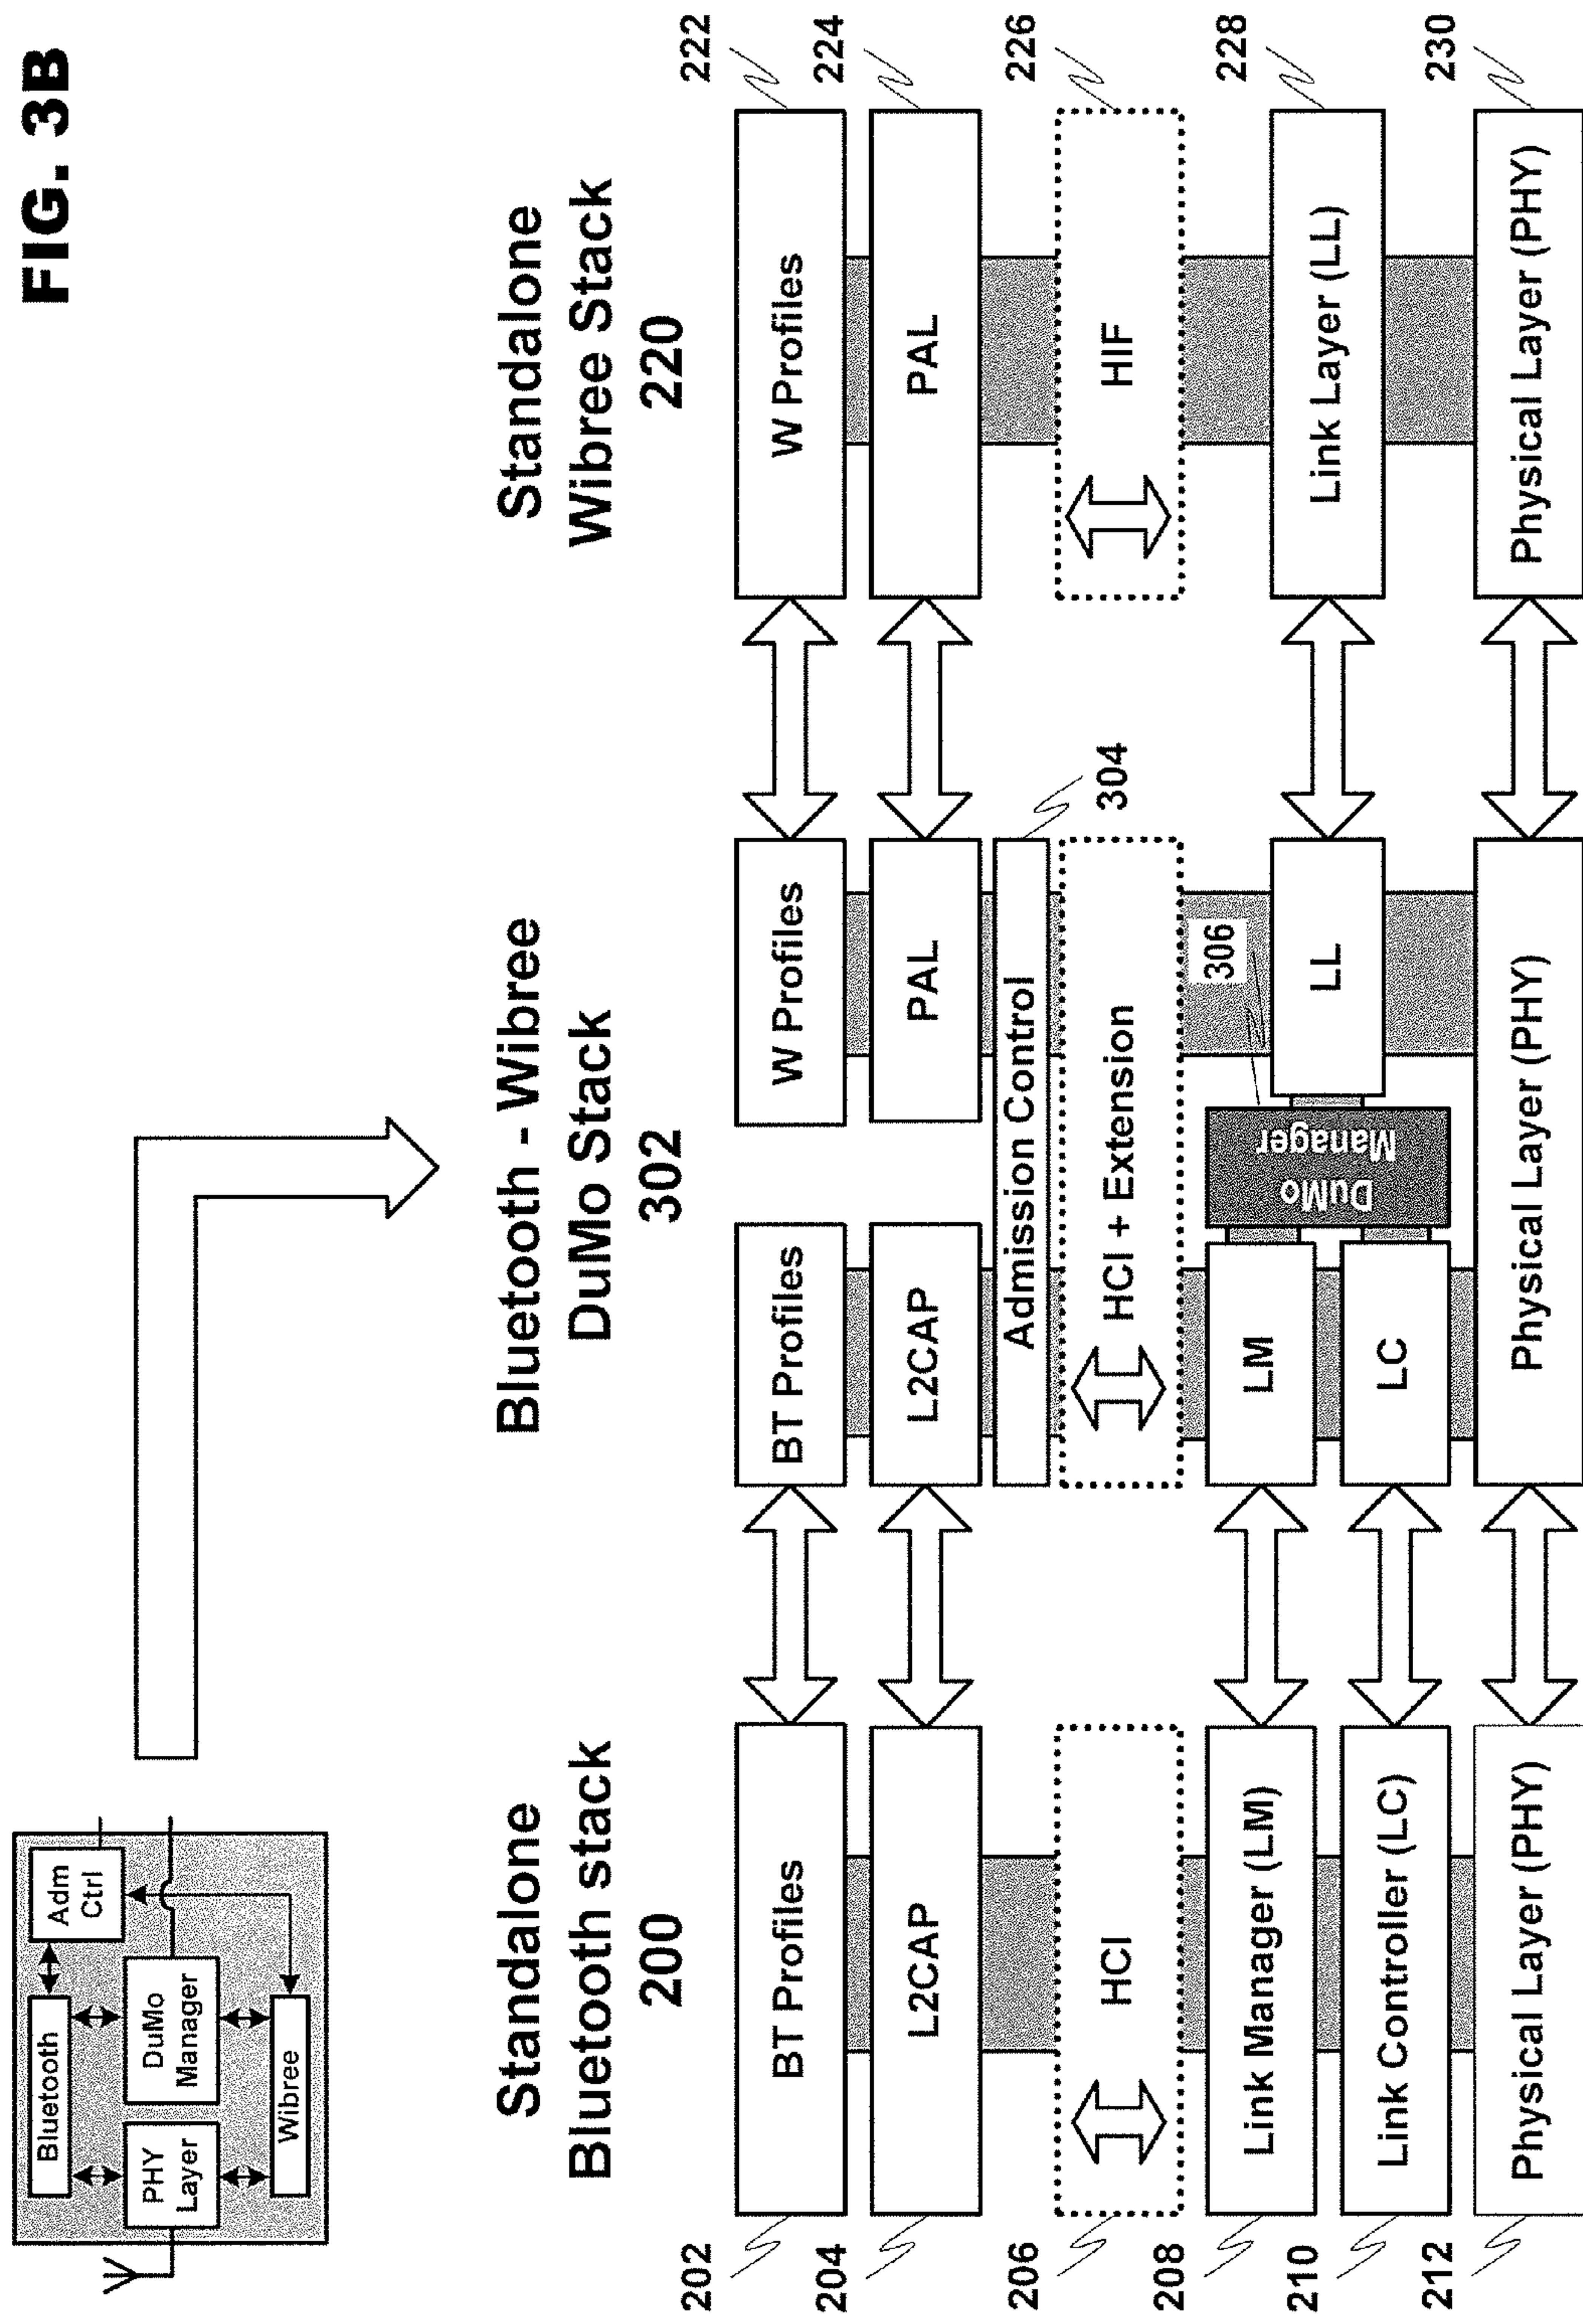 FIG. 3B
Bluetooth
Adm
Ctrl
PHY
Layer
DuMo
Manager
Wibree
Standalone
Bluetooth stack
200
Bluetooth - Wibree
DuMo Stack
302
Standalone
Wibree Stack
220
202
BT Profiles
BT Profiles
W Profiles
W Profiles
222
204
L2CAP
L2CAP
PAL
PAL
224
Admission Control
304
206
HCI
HCI + Extension
HIF
226
208
Link Manager (LM)
LM
DuMo
Manager
306
LL
Link Layer (LL)
228
210
Link Controller (LC)
LC
212
Physical Layer (PHY)
Physical Layer (PHY)
Physical Layer (PHY)
230